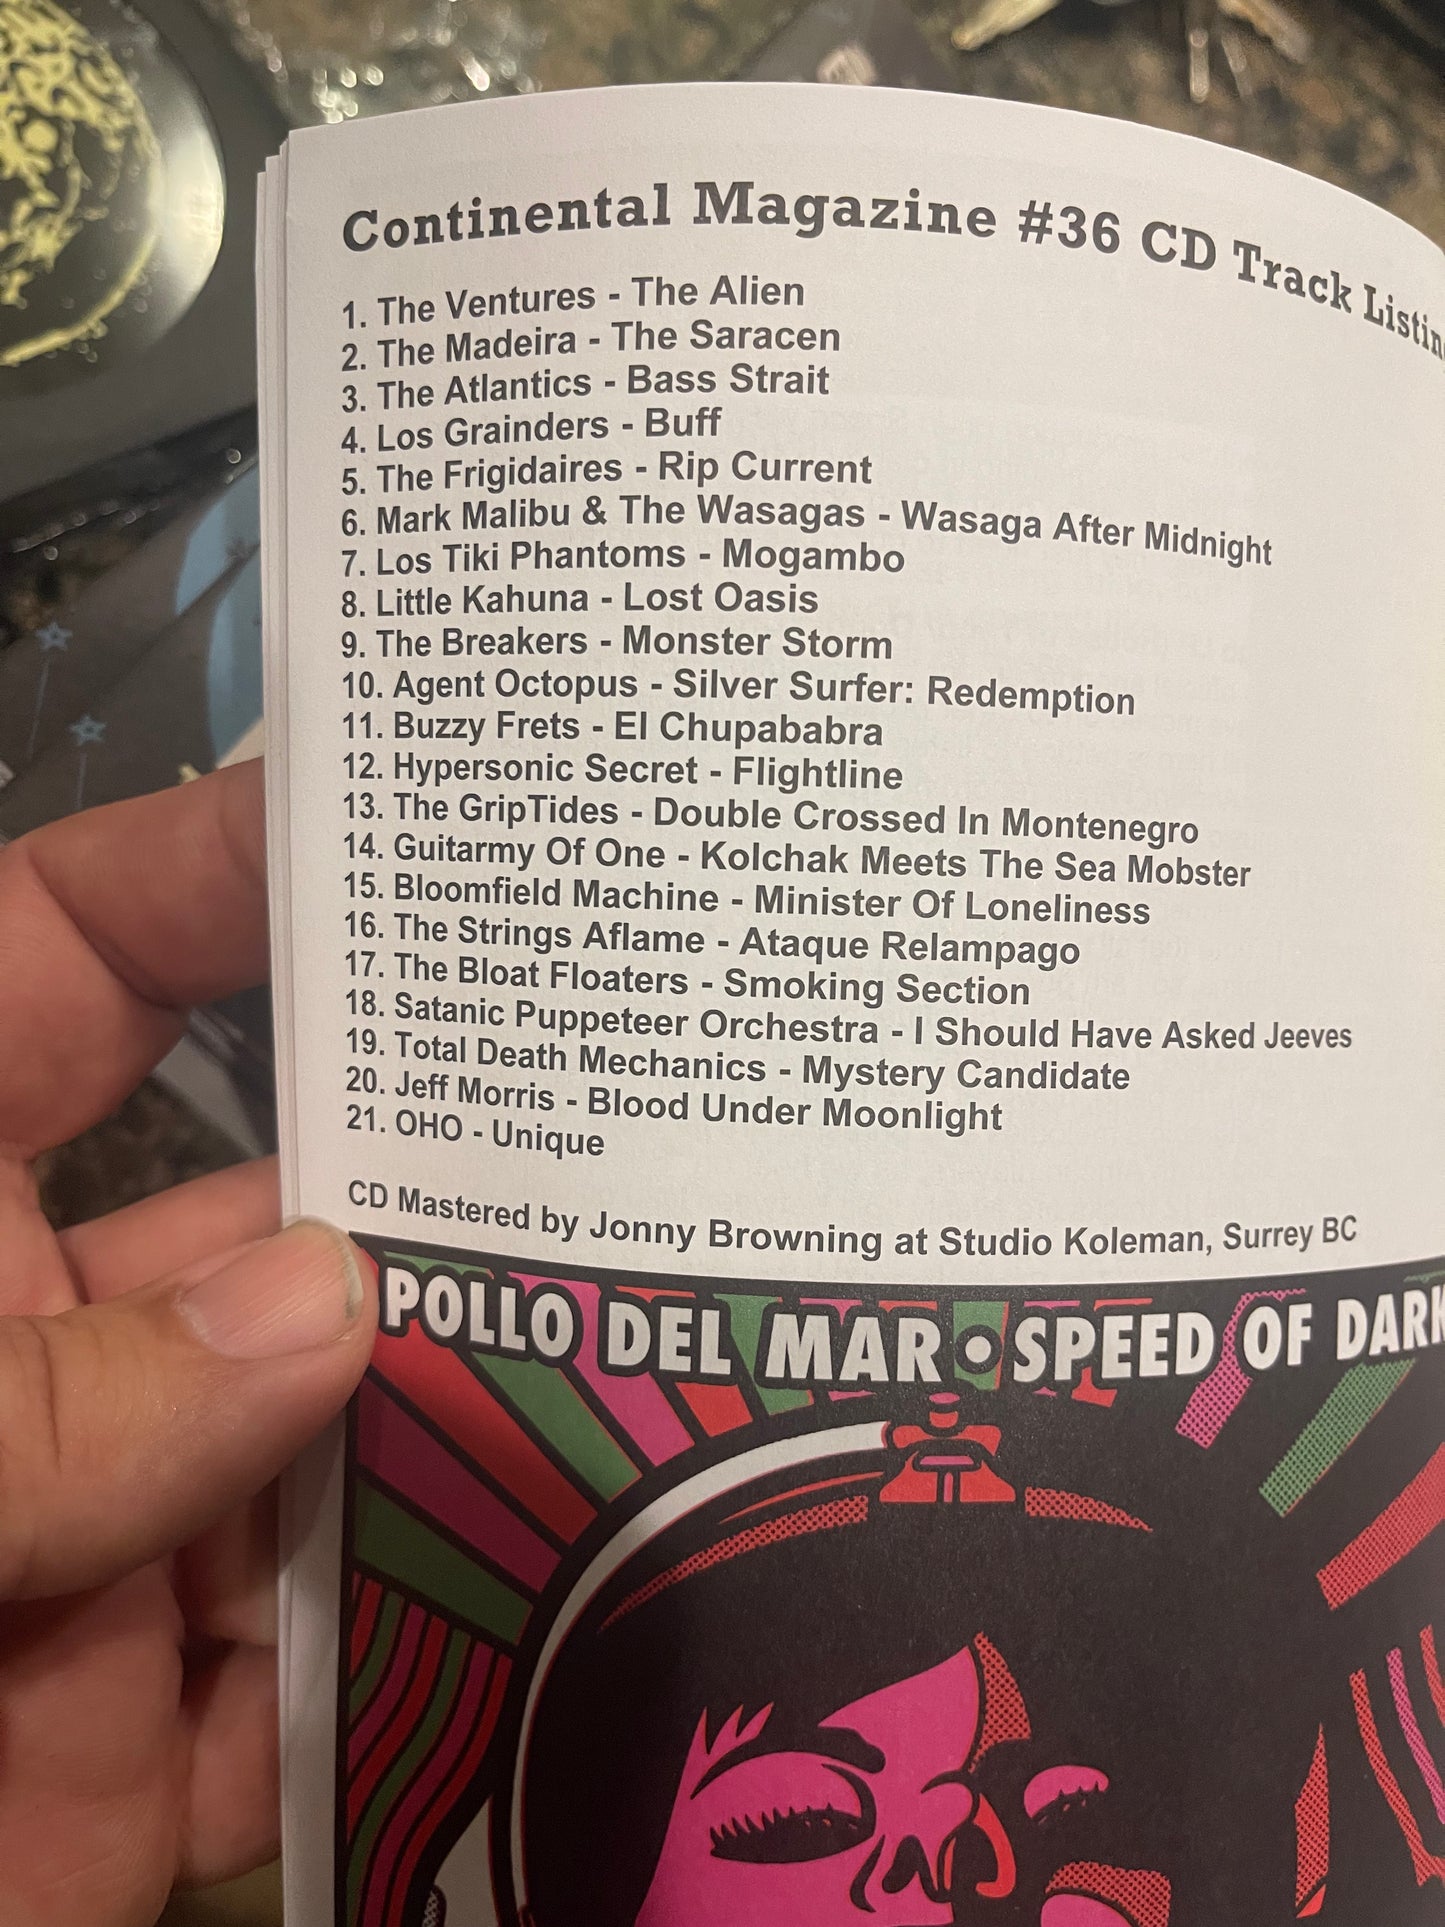 Continental Magazine #36 CD Track Listing
1. The Ventures - The Alien
2. The Madeira - The Saracen
3. The Atlantics - Bass Strait
4. Los Grainders - Buff
5. The Frigidaires - Rip Current
6. Mark Malibu & The Wasagas - Wasaga After Midnight
7. Los Tiki Phantoms - Mogambo
8. Little Kahuna - Lost Oasis
9. The Breakers - Monster Storm
10. Agent Octopus - Silver Surfer: Redemption
11. Buzzy Frets - El Chupababra
12. Hypersonic Secret - Flightline
13. The GripTides - Double Crossed In Montenegro
14. Guitarmy Of One - Kolchak Meets The Sea Mobster
15. Bloomfield Machine - Minister Of Loneliness
16. The Strings Aflame - Ataque Relampago
17. The Bloat Floaters - Smoking Section
18. Satanic Puppeteer Orchestra - I Should Have Asked Jeeves
19. Total Death Mechanics - Mystery Candidate
20. Jeff Morris - Blood Under Moonlight
21. OHO - Unique
CD Mastered by Jonny Browning at Studio Koleman, Surrey BC
POLLO DEL MAR • SPEED OF DARK